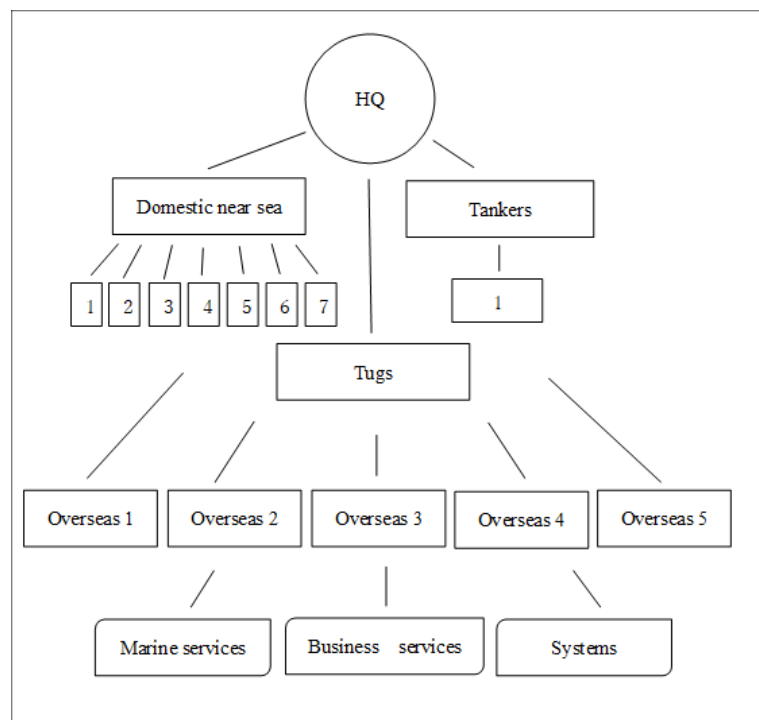 HQ
Domestic near sea
Tankers
1 2 3 4 5 6 7
1
Tugs
Overseas 1 Overseas 2 Overseas 3 Overseas 4 Overseas 5
Marine services Business services Systems